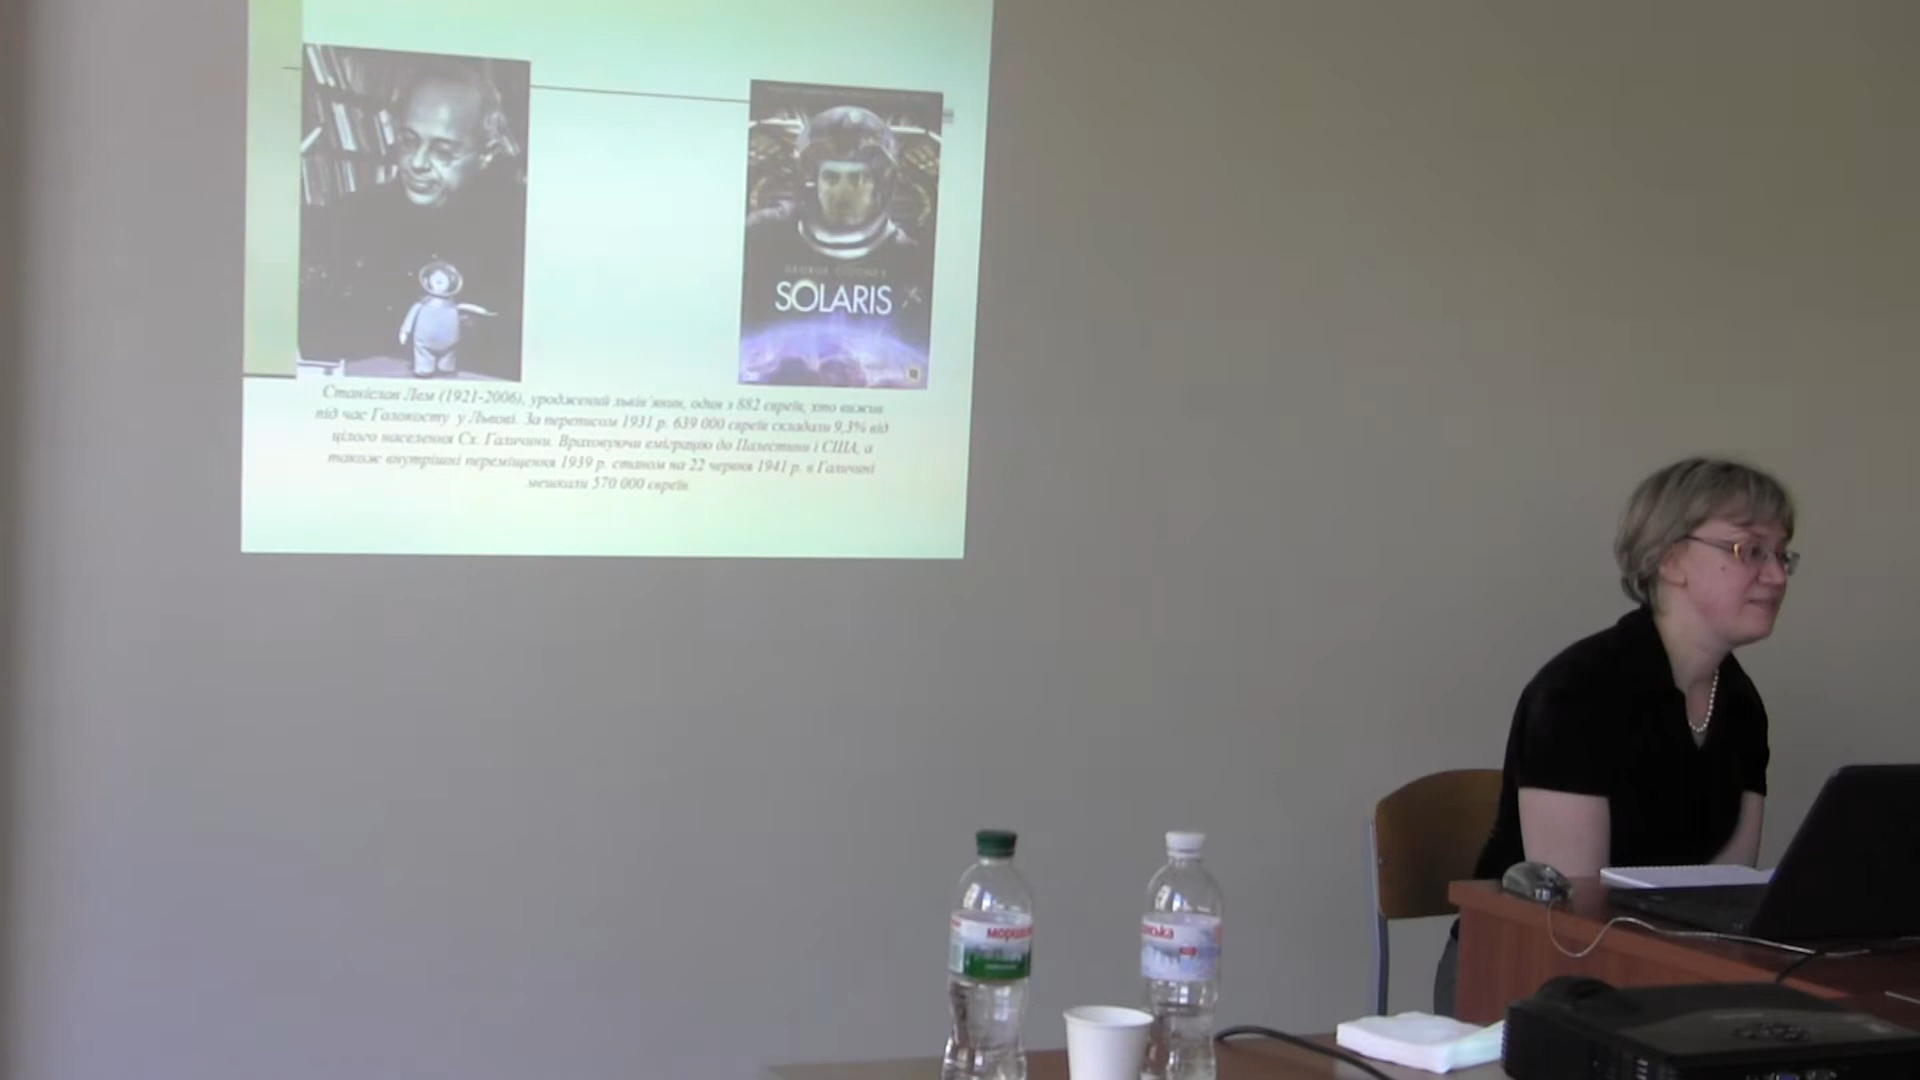 GEORGE CLOONEY
SOLARIS
Станіслав Лем (1921-2006), уроджений львів'янин, один з 882 євреїв, хто вижив
під час Голокосту у Львові. За переписом 1931 р. 639 000 євреїв складали 9,3% від
цілого населення Сх. Галичини. Враховуючи еміграцію до Палестини і США, а
також внутрішні переміщення 1939 р. станом на 22 червня 1941 р. в Галичині
мешкали 570 000 євреїв.
морши
нська